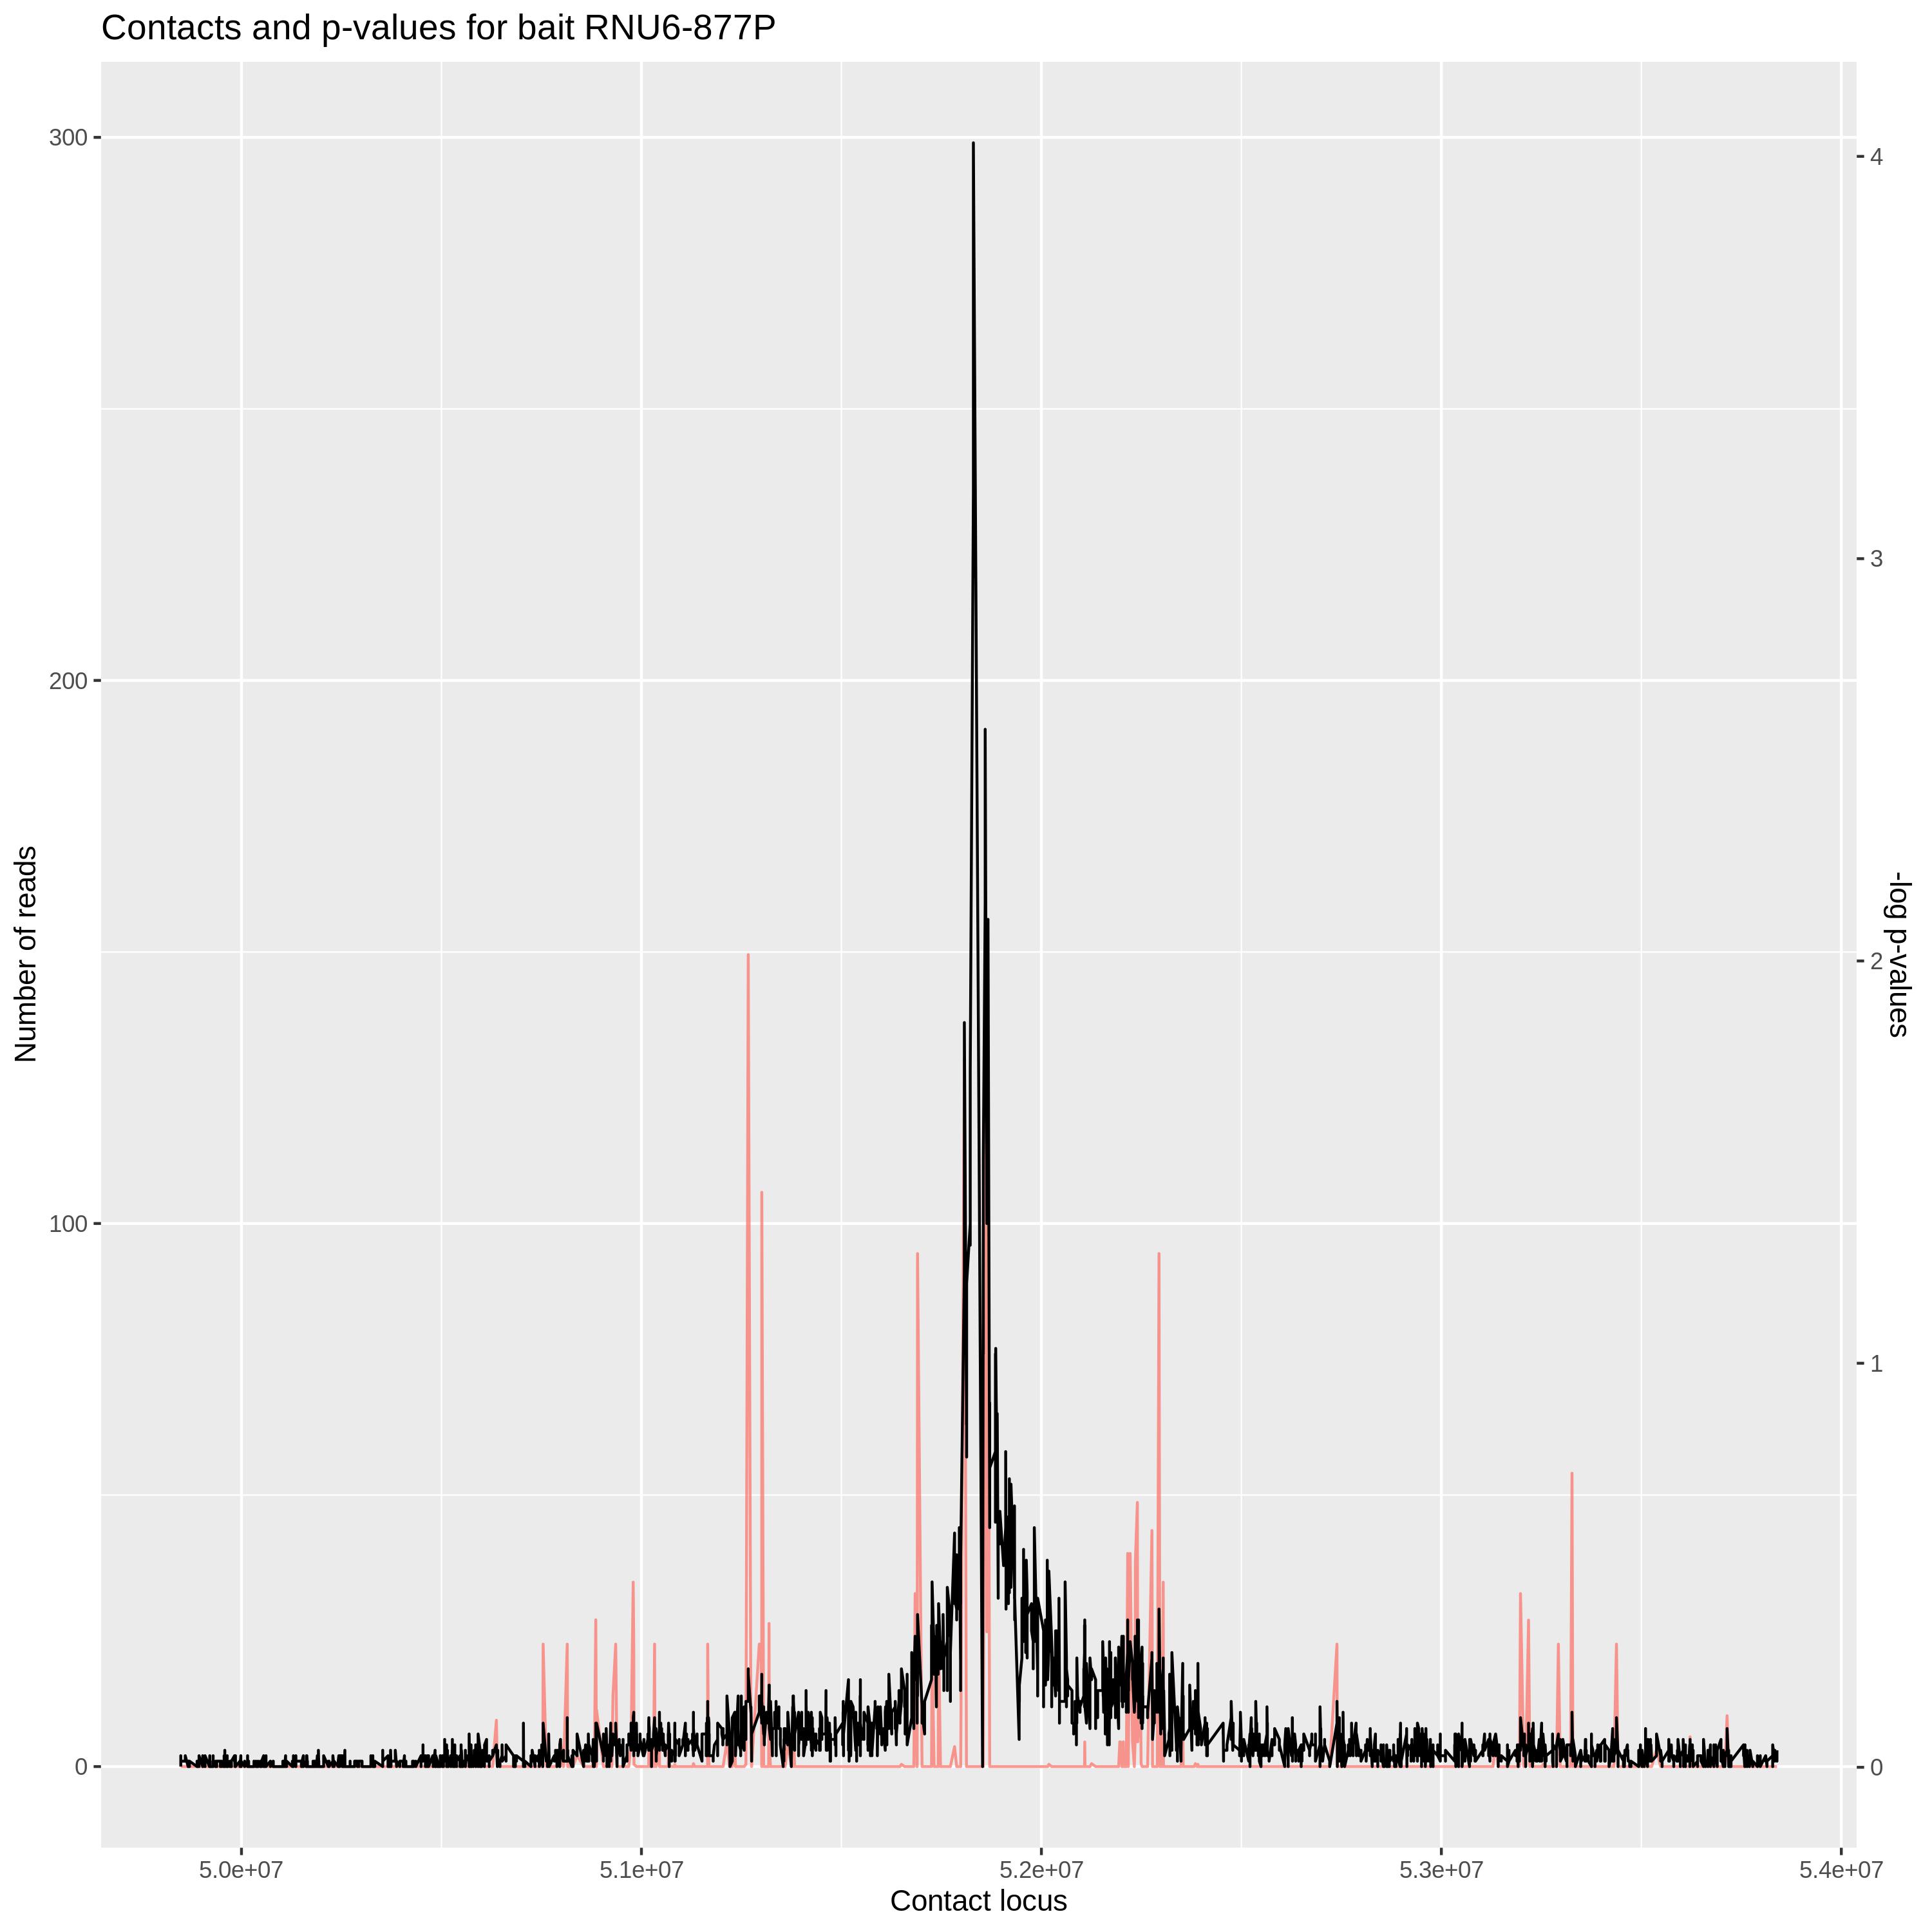 Contacts and p-values for bait RNU6-877P
300
200
100
0
Number of reads
4
3
2
1
0
-log p-values
5.0e+07
5.1e+07
5.2e+07
5.3e+07
5.4e+07
Contact locus